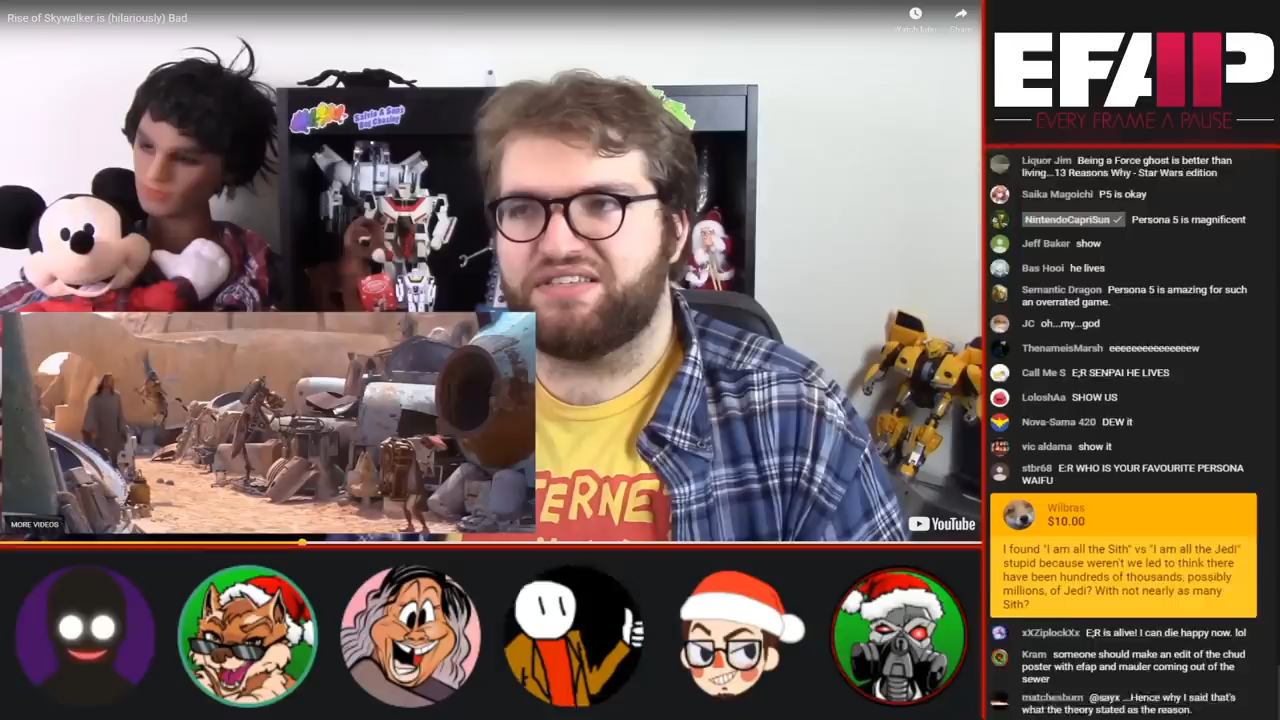 Rise of Skywalker is (hilariously) Bad
Watch later
Share
Salvia & Son's
Bug Chasing
TERNE
MORE VIDEOS
YouTube
EFAP
EVERY FRAME A PAUSE
Liquor Jim Being a Force ghost is better than
living...13 Reasons Why - Star Wars edition
Saika Magoichi P5 is okay
NintendoCapriSun ✓ Persona 5 is magnificent
Jeff Baker show
Bas Hooi he lives
Semantic Dragon Persona 5 is amazing for such
an overrated game.
JC oh...my...god
ThenameisMarsh eeeeeeeeeeeeeeew
Call Me S E;R SENPAI HE LIVES
LoloshAa SHOW US
Nova-Sama 420 DEW it
vic aldama show it
stbr68 E:R WHO IS YOUR FAVOURITE PERSONA
WAIFU
Wilbras
$10.00
I found "I am all the Sith" vs "I am all the Jedi"
stupid because weren't we led to think there
have been hundreds of thousands, possibly
millions, of Jedi? With not nearly as many
Sith?
xXZiplockXx E;R is alive! I can die happy now. lol
Kram someone should make an edit of the chud
poster with efap and mauler coming out of the
sewer
matchesburn @sayx ...Hence why I said that's
what the theory stated as the reason.